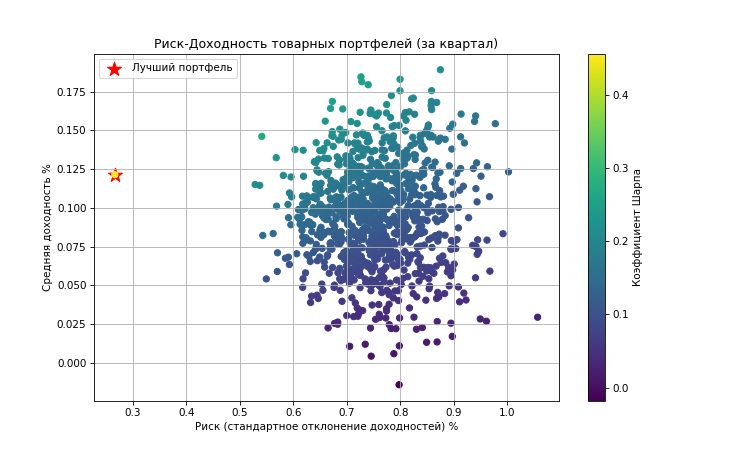 Риск-Доходность товарных портфелей (за квартал)
Лучший портфель
Средняя доходность %
0.175
0.150
0.125
0.100
0.075
0.050
0.025
0.000
0.3 0.4 0.5 0.6 0.7 0.8 0.9 1.0
Риск (стандартное отклонение доходностей) %
0.4
0.3
0.2
0.1
0.0
Коэффициент Шарпа